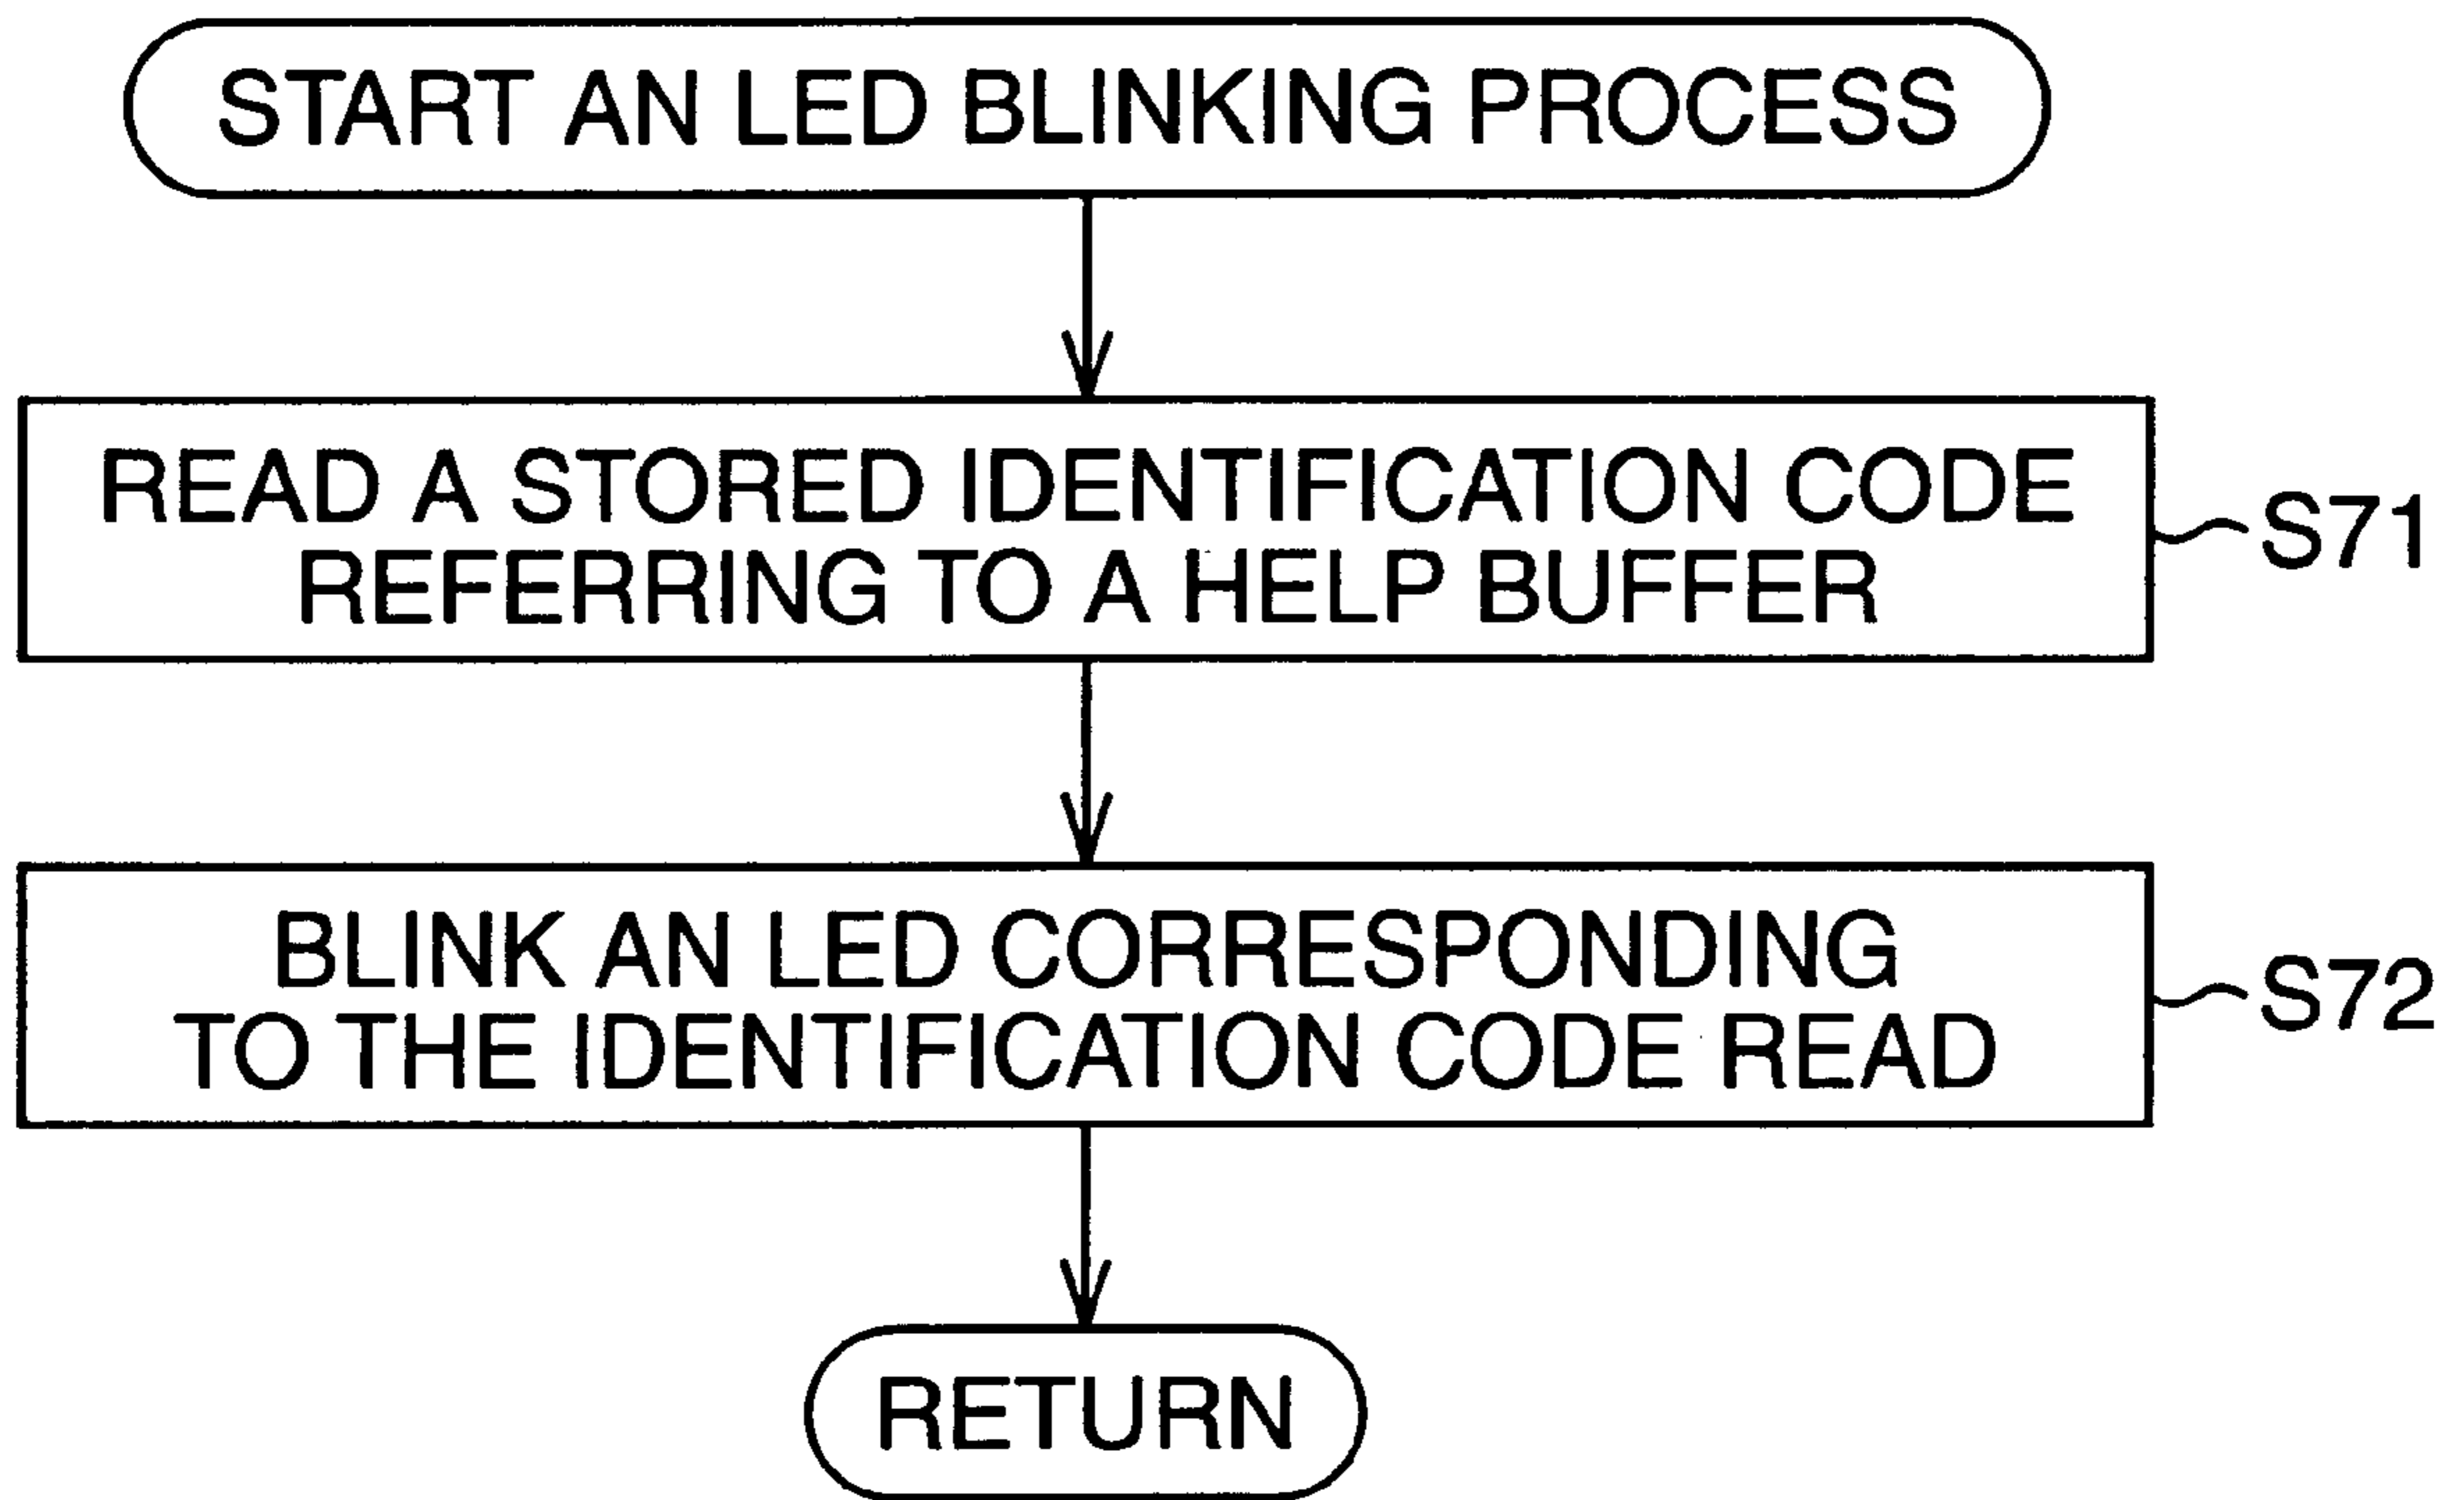 START AN LED BLINKING PROCESS
READ A STORED IDENTIFICATION CODE
REFERRING TO A HELP BUFFER
S71
BLINK AN LED CORRESPONDING
TO THE IDENTIFICATION CODE READ
S72
RETURN